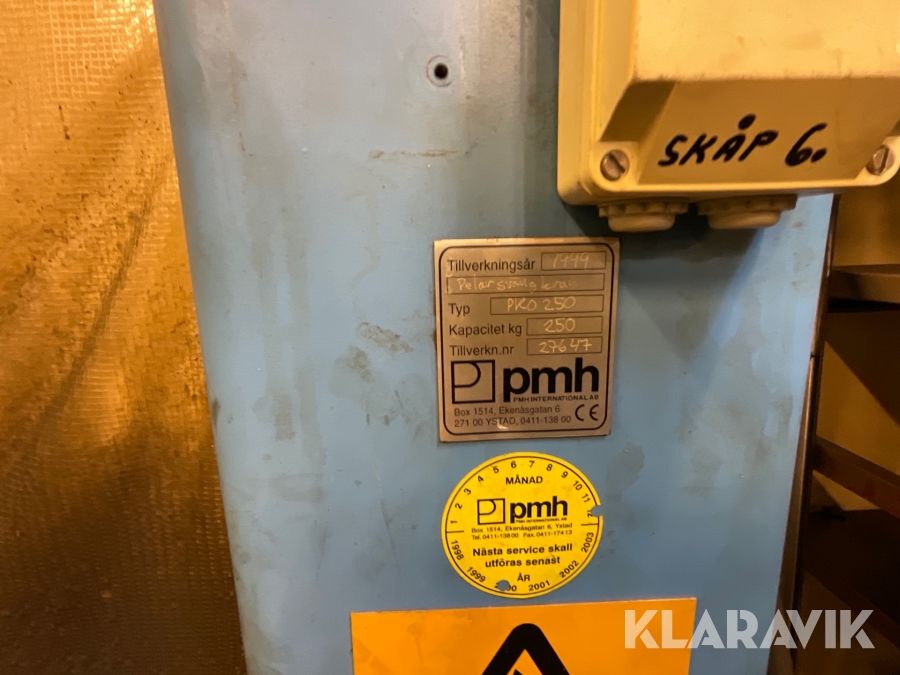 SKÅP 6.
Tillverkningsår 1999
Pelarsvängkran
Typ PRO 250
Kapacitet kg 250
Tillverkn.nr 27647
pmh
PMH INTERNATIONAL AB
Box 1514, Ekenäsgatan 6
271 00 YSTAD, 0411-138 00 CE
1 2 3 4 5 6 7 8 9 10 11
MÅNAD
pmh
PMH INTERNATIONAL AB
Box 1514, Ekenäsgatan 6, Ystad
Tel. 0411-138 00 Fax. 0411-174 13
Nästa service skall
utföras senast
ÅR
1998 1999 2001 2002 2003
KLARAVIK